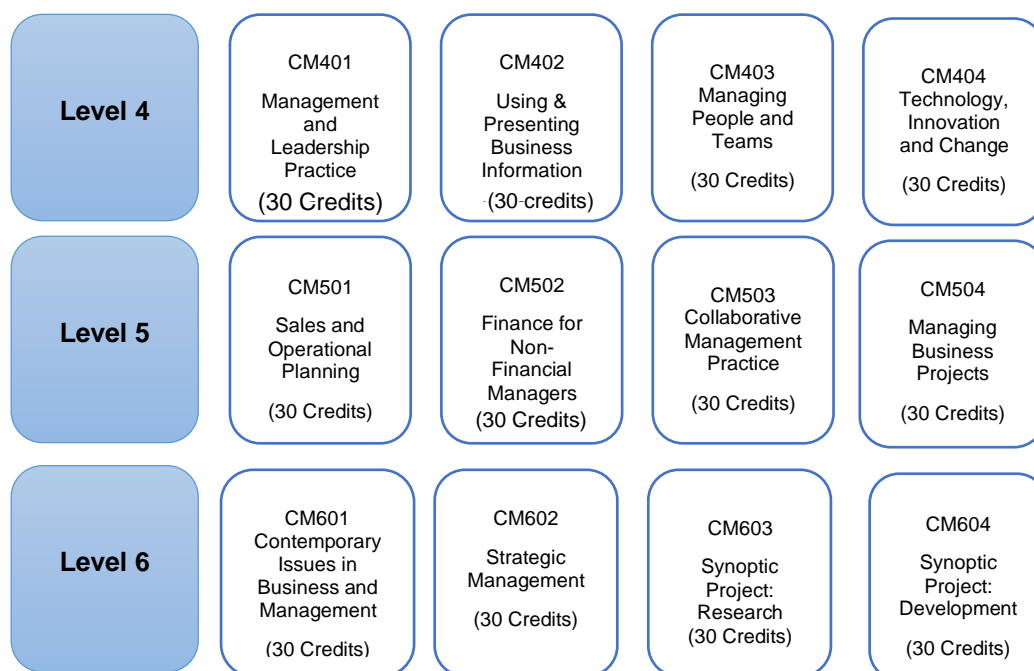 Level 4
CM401
Management
and
Leadership
Practice
(30 Credits)
CM402
Using &
Presenting
Business
Information
(30-credits)
CM403
Managing
People and
Teams
(30 Credits)
CM404
Technology,
Innovation
and Change
(30 Credits)
Level 5
CM501
Sales and
Operational
Planning
(30 Credits)
CM502
Finance for
Non-
Financial
Managers
(30 Credits)
CM503
Collaborative
Management
Practice
(30 Credits)
CM504
Managing
Business
Projects
(30 Credits)
Level 6
CM601
Contemporary
Issues in
Business and
Management
(30 Credits)
CM602
Strategic
Management
(30 Credits)
CM603
Synoptic
Project:
Research
(30 Credits)
CM604
Synoptic
Project:
Development
(30 Credits)